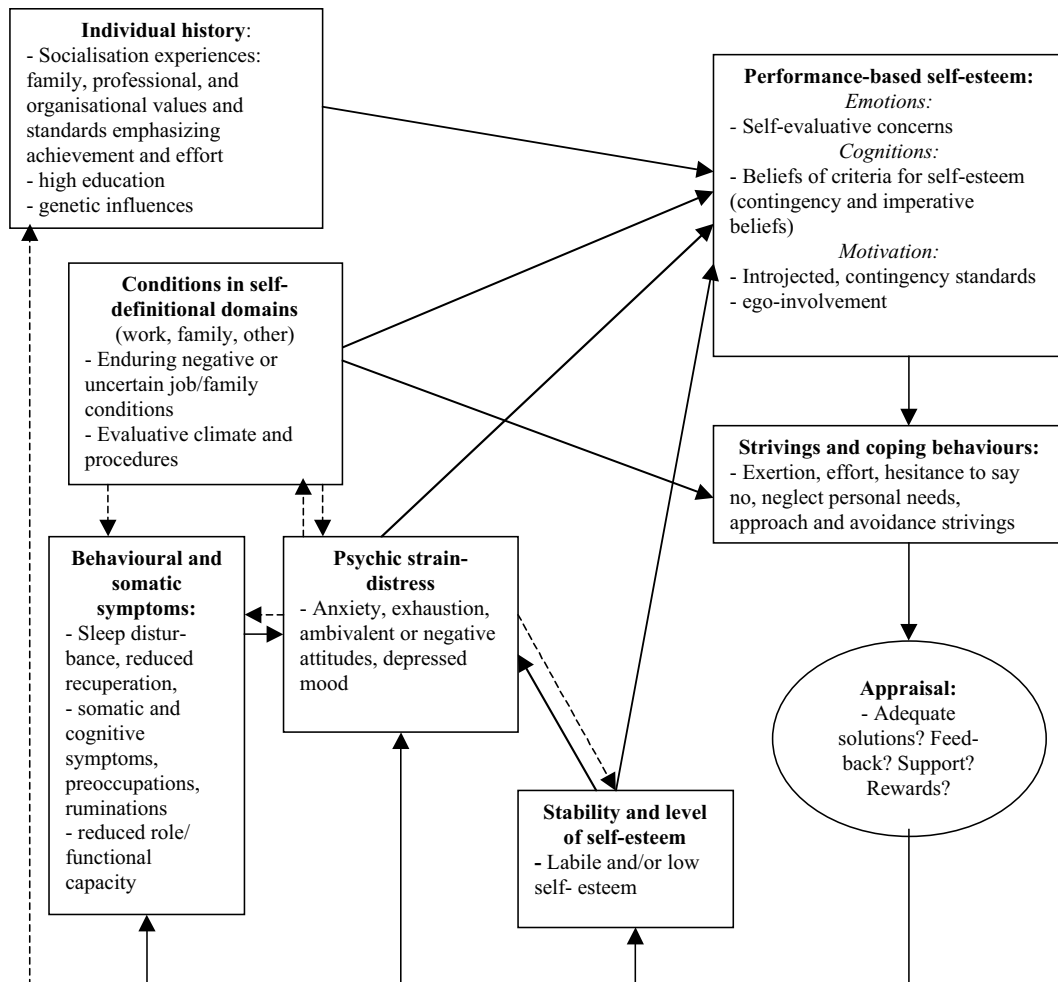 Individual history:
- Socialisation experiences:
family, professional, and
organisational values and
standards emphasizing
achievement and effort
- high education
- genetic influences
Performance-based self-esteem:
Emotions:
- Self-evaluative concerns
Cognitions:
- Beliefs of criteria for self-esteem
(contingency and imperative
beliefs)
Motivation:
- Introjected, contingency standards
- ego-involvement
Conditions in self-
definitional domains
(work, family, other)
- Enduring negative or
uncertain job/family
conditions
- Evaluative climate and
procedures
Strivings and coping behaviours:
- Exertion, effort, hesitance to say
no, neglect personal needs,
approach and avoidance strivings
Behavioural and
somatic
symptoms:
- Sleep distur-
bance, reduced
recuperation,
- somatic and
cognitive
symptoms,
preoccupations,
ruminations
- reduced role/
functional
capacity
Psychic strain-
distress
- Anxiety, exhaustion,
ambivalent or negative
attitudes, depressed
mood
Appraisal:
- Adequate
solutions? Feed-
back? Support?
Rewards?
Stability and level
of self-esteem
- Labile and/or low
self- esteem